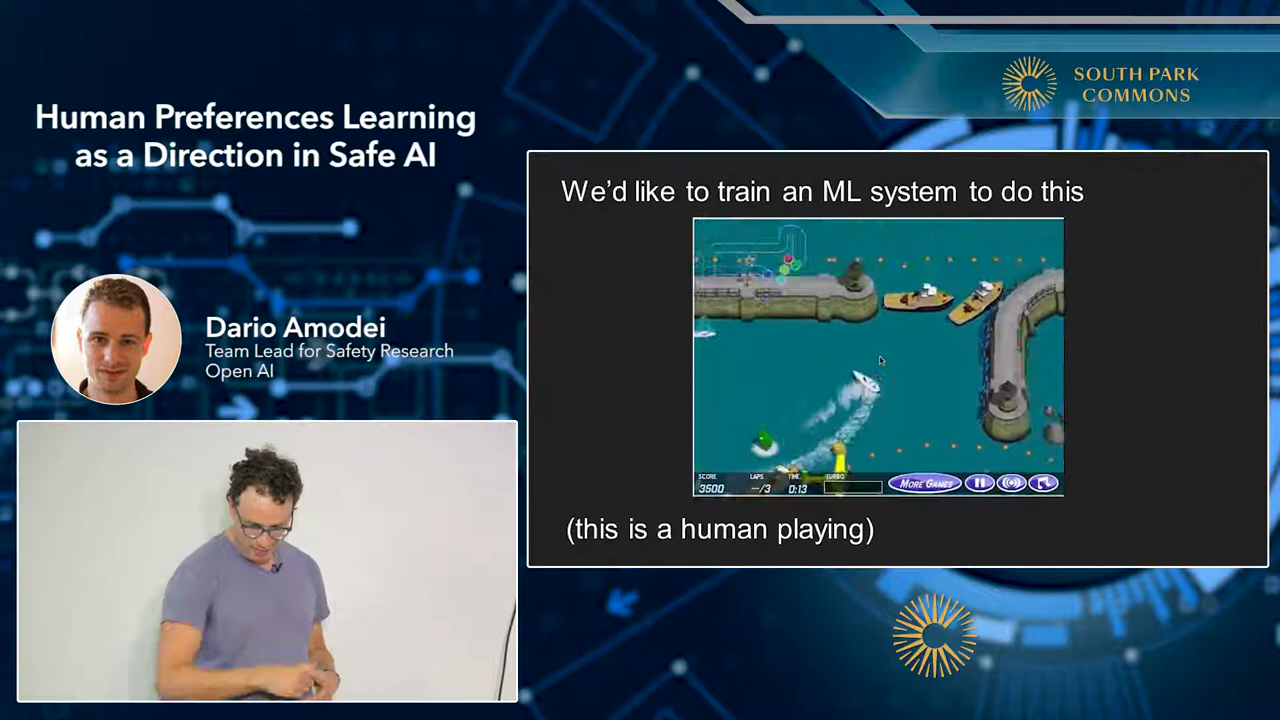 Human Preferences Learning
as a Direction in Safe AI
SOUTH PARK
COMMONS
Dario Amodei
Team Lead for Safety Research
Open AI
We'd like to train an ML system to do this
SCORE
3500
LAPS
--/3
TIME
0:13
TURBO
MORE GAMES
(this is a human playing)